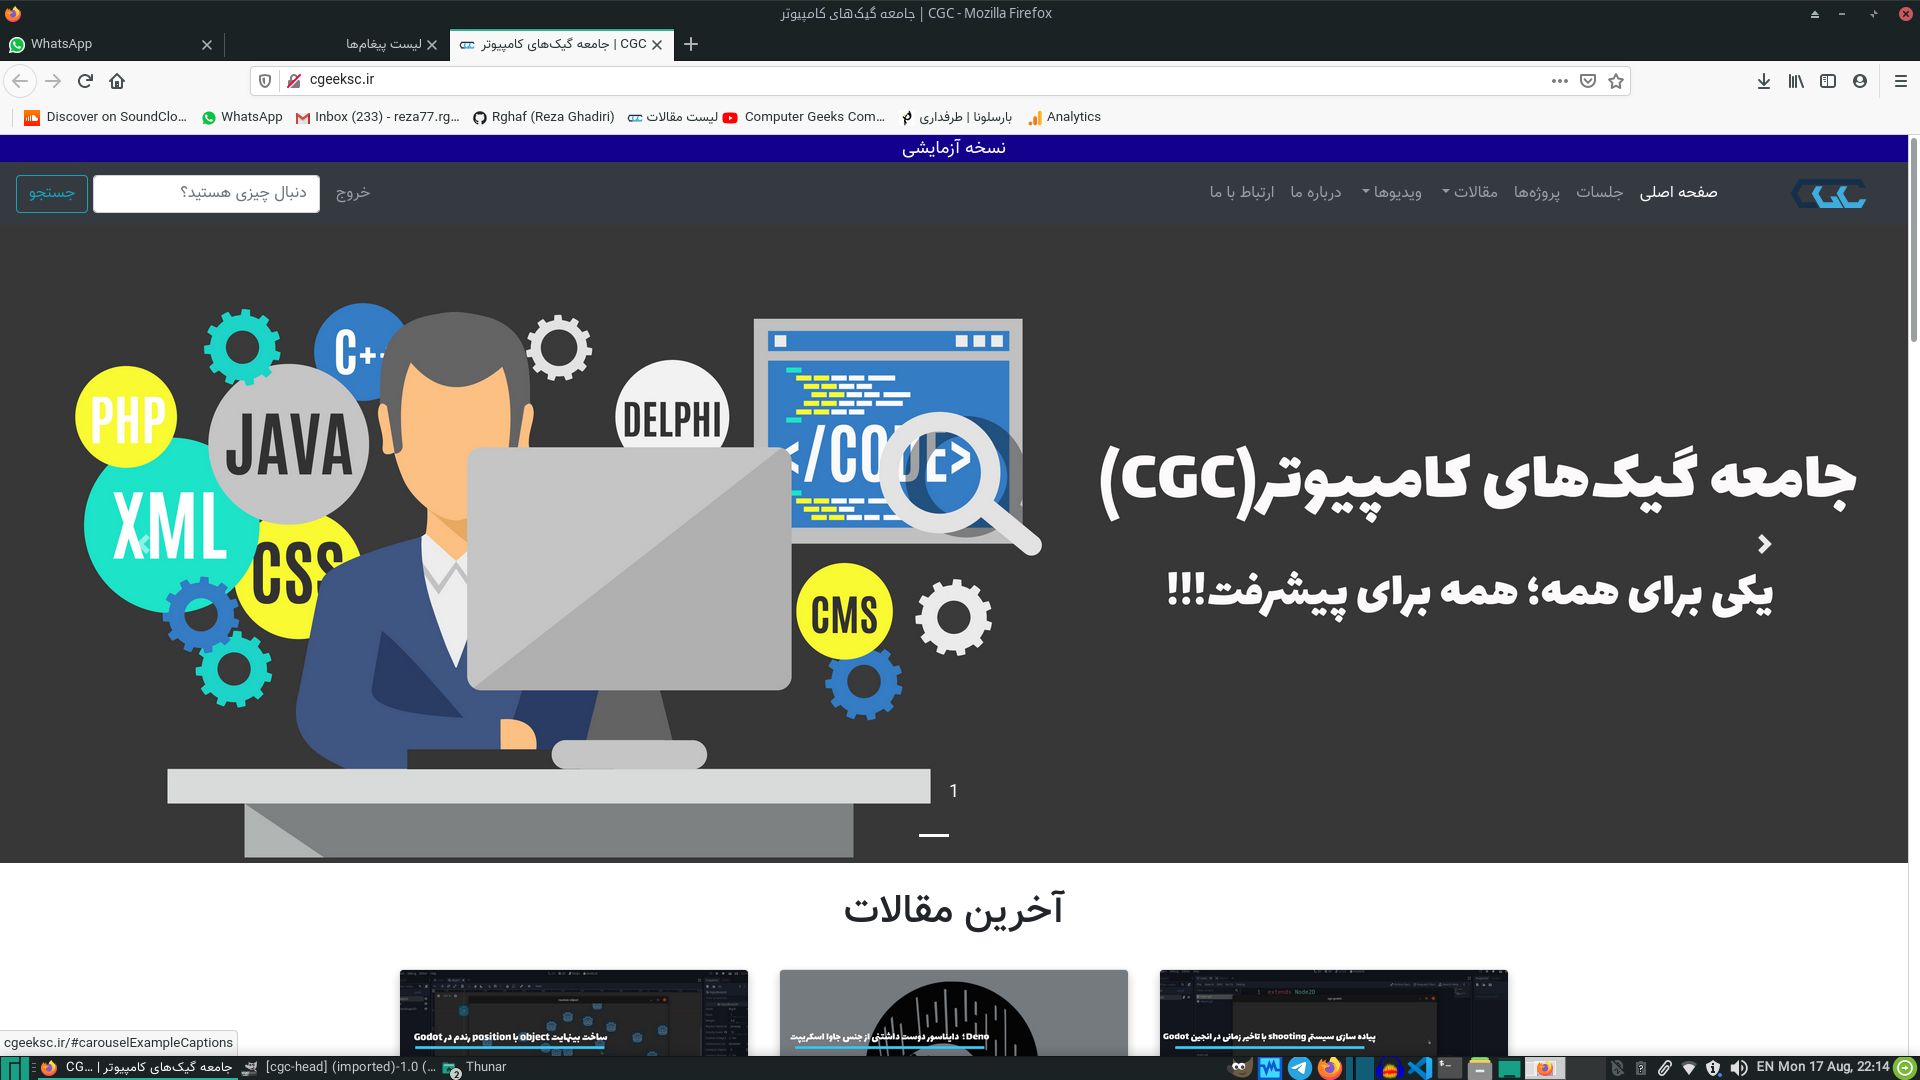 جامعه گیک‌های کامپیوتر | CGC - Mozilla Firefox
WhatsApp
لیست پیغام‌ها
جامعه گیک‌های کامپیوتر | CGC
cgeeksc.ir
Discover on SoundClo...
WhatsApp
Inbox (233) - reza77.rg...
Rghaf (Reza Ghadiri)
لیست مقالات
Computer Geeks Com...
بارسلونا | طرفداری
Analytics
نسخه آزمایشی
CGC
صفحه اصلی
جلسات
پروژه‌ها
مقالات
ویدیوها
درباره ما
ارتباط با ما
خروج
دنبال چیزی هستید؟
جستجو
PHP
C++
JAVA
XML
CSS
DELPHI
</CODE>
CMS
جامعه گیک‌های کامپیوتر(CGC)
یکی برای همه؛ همه برای پیشرفت!!!
1
آخرین مقالات
پیاده سازی سیستم shooting با تاخیر زمانی در انجین Godot
Deno؛ دایناسور دوست داشتنی از جنس جاوا اسکریپت
ساخت بینهایت object با position رندم در Godot
extends Node2D
cgeeksc.ir/#carouselExampleCaptions
جامعه گیک‌های کامپیوتر | CG...
[cgc-head] (imported)-1.0 (...
2
Thunar
EN Mon 17 Aug, 22:14